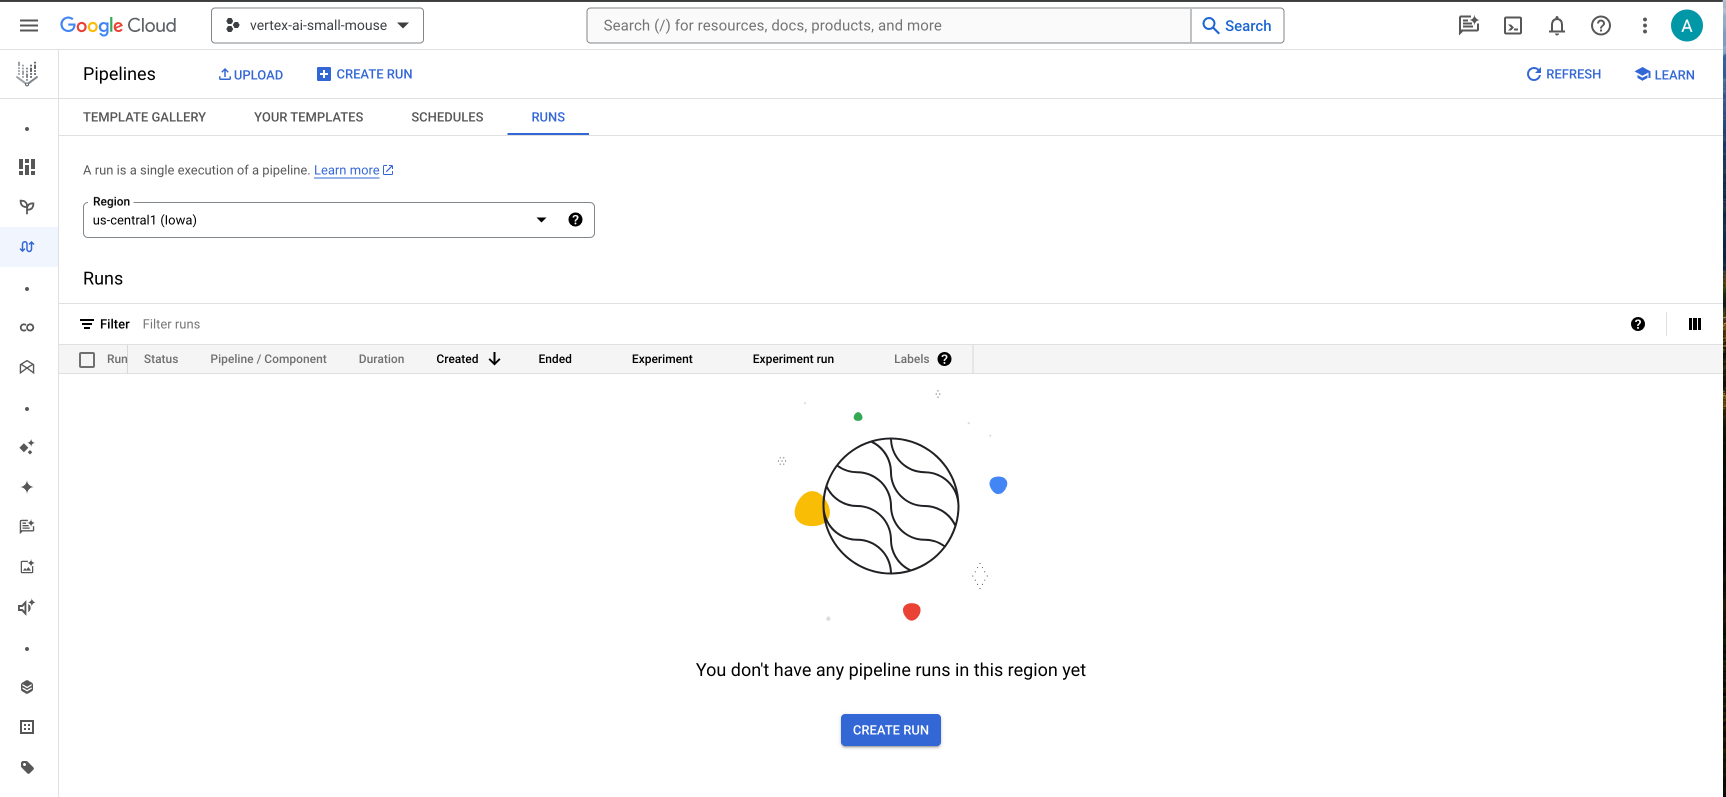 Google Cloud
vertex-ai-small-mouse
Search (/) for resources, docs, products, and more
Search
A
Pipelines
UPLOAD
CREATE RUN
REFRESH
LEARN
TEMPLATE GALLERY
YOUR TEMPLATES
SCHEDULES
RUNS
A run is a single execution of a pipeline. Learn more
Region
us-central1 (Iowa)
Runs
Filter Filter runs
Run Status Pipeline / Component Duration Created Ended Experiment Experiment run Labels
You don't have any pipeline runs in this region yet
CREATE RUN